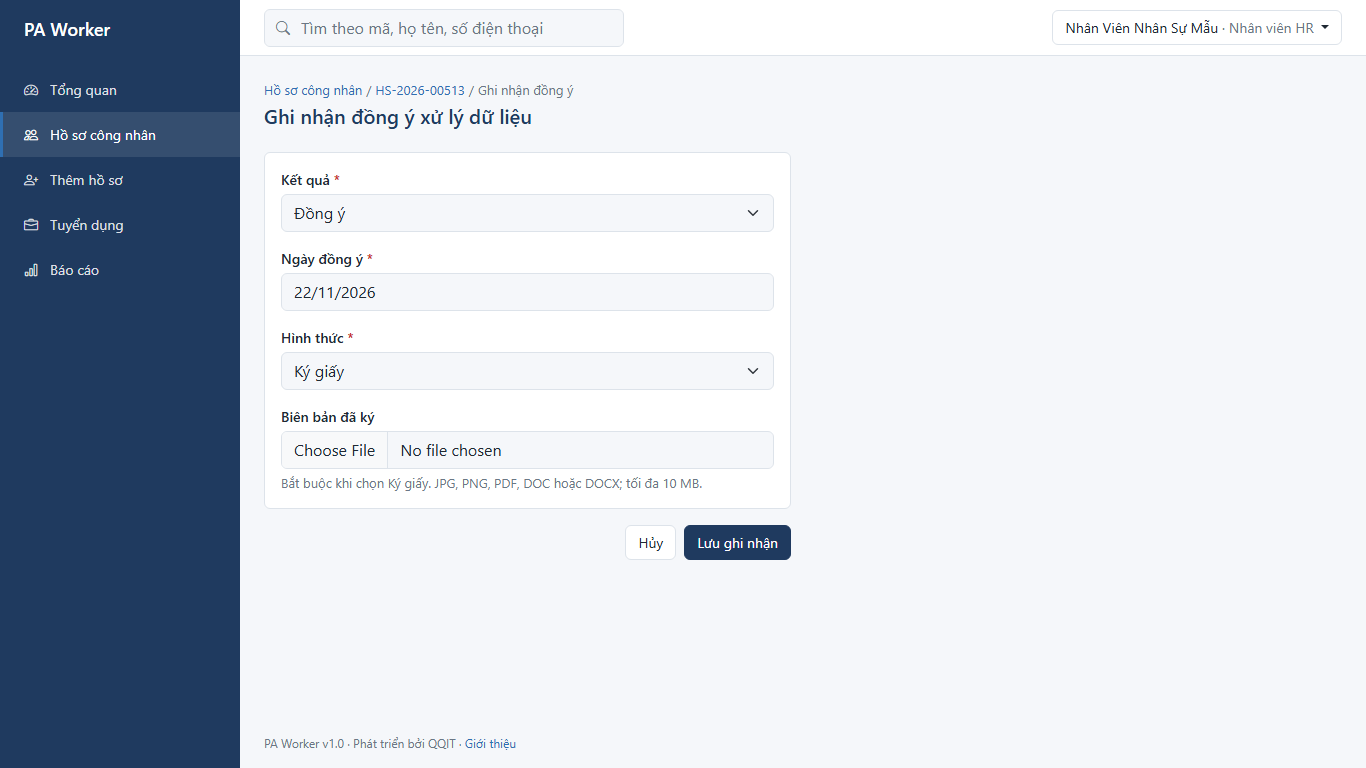 PA Worker
Tìm theo mã, họ tên, số điện thoại
Nhân Viên Nhân Sự Mẫu · Nhân viên HR
Tổng quan
Hồ sơ công nhân
Thêm hồ sơ
Tuyển dụng
Báo cáo
Hồ sơ công nhân / HS-2026-00513 / Ghi nhận đồng ý
Ghi nhận đồng ý xử lý dữ liệu
Kết quả *
Đồng ý
Ngày đồng ý *
22/11/2026
Hình thức *
Ký giấy
Biên bản đã ký
Choose File No file chosen
Bắt buộc khi chọn Ký giấy. JPG, PNG, PDF, DOC hoặc DOCX; tối đa 10 MB.
Hủy Lưu ghi nhận
PA Worker v1.0 · Phát triển bởi QQIT · Giới thiệu